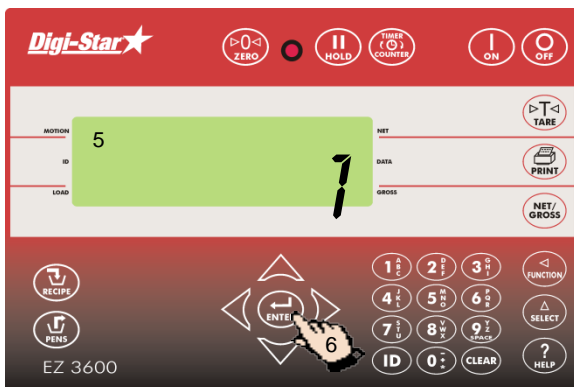 Digi-Star
▷0◁
ZERO
HOLD
TIMER
COUNTER
ON
OFF
▷T◁
TARE
MOTION
5
NET
ID
7
DATA
PRINT
LOAD
GROSS
NET/
GROSS
RECIPE
ENTER
1 A B C
2 D E F
3 G H I
FUNCTION
4 J K L
5 M N O
6 P Q R
SELECT
PENS
6
7 S T U
8 V W X
9 Y Z SPACE
EZ 3600
ID
0 - + *
CLEAR
?
HELP